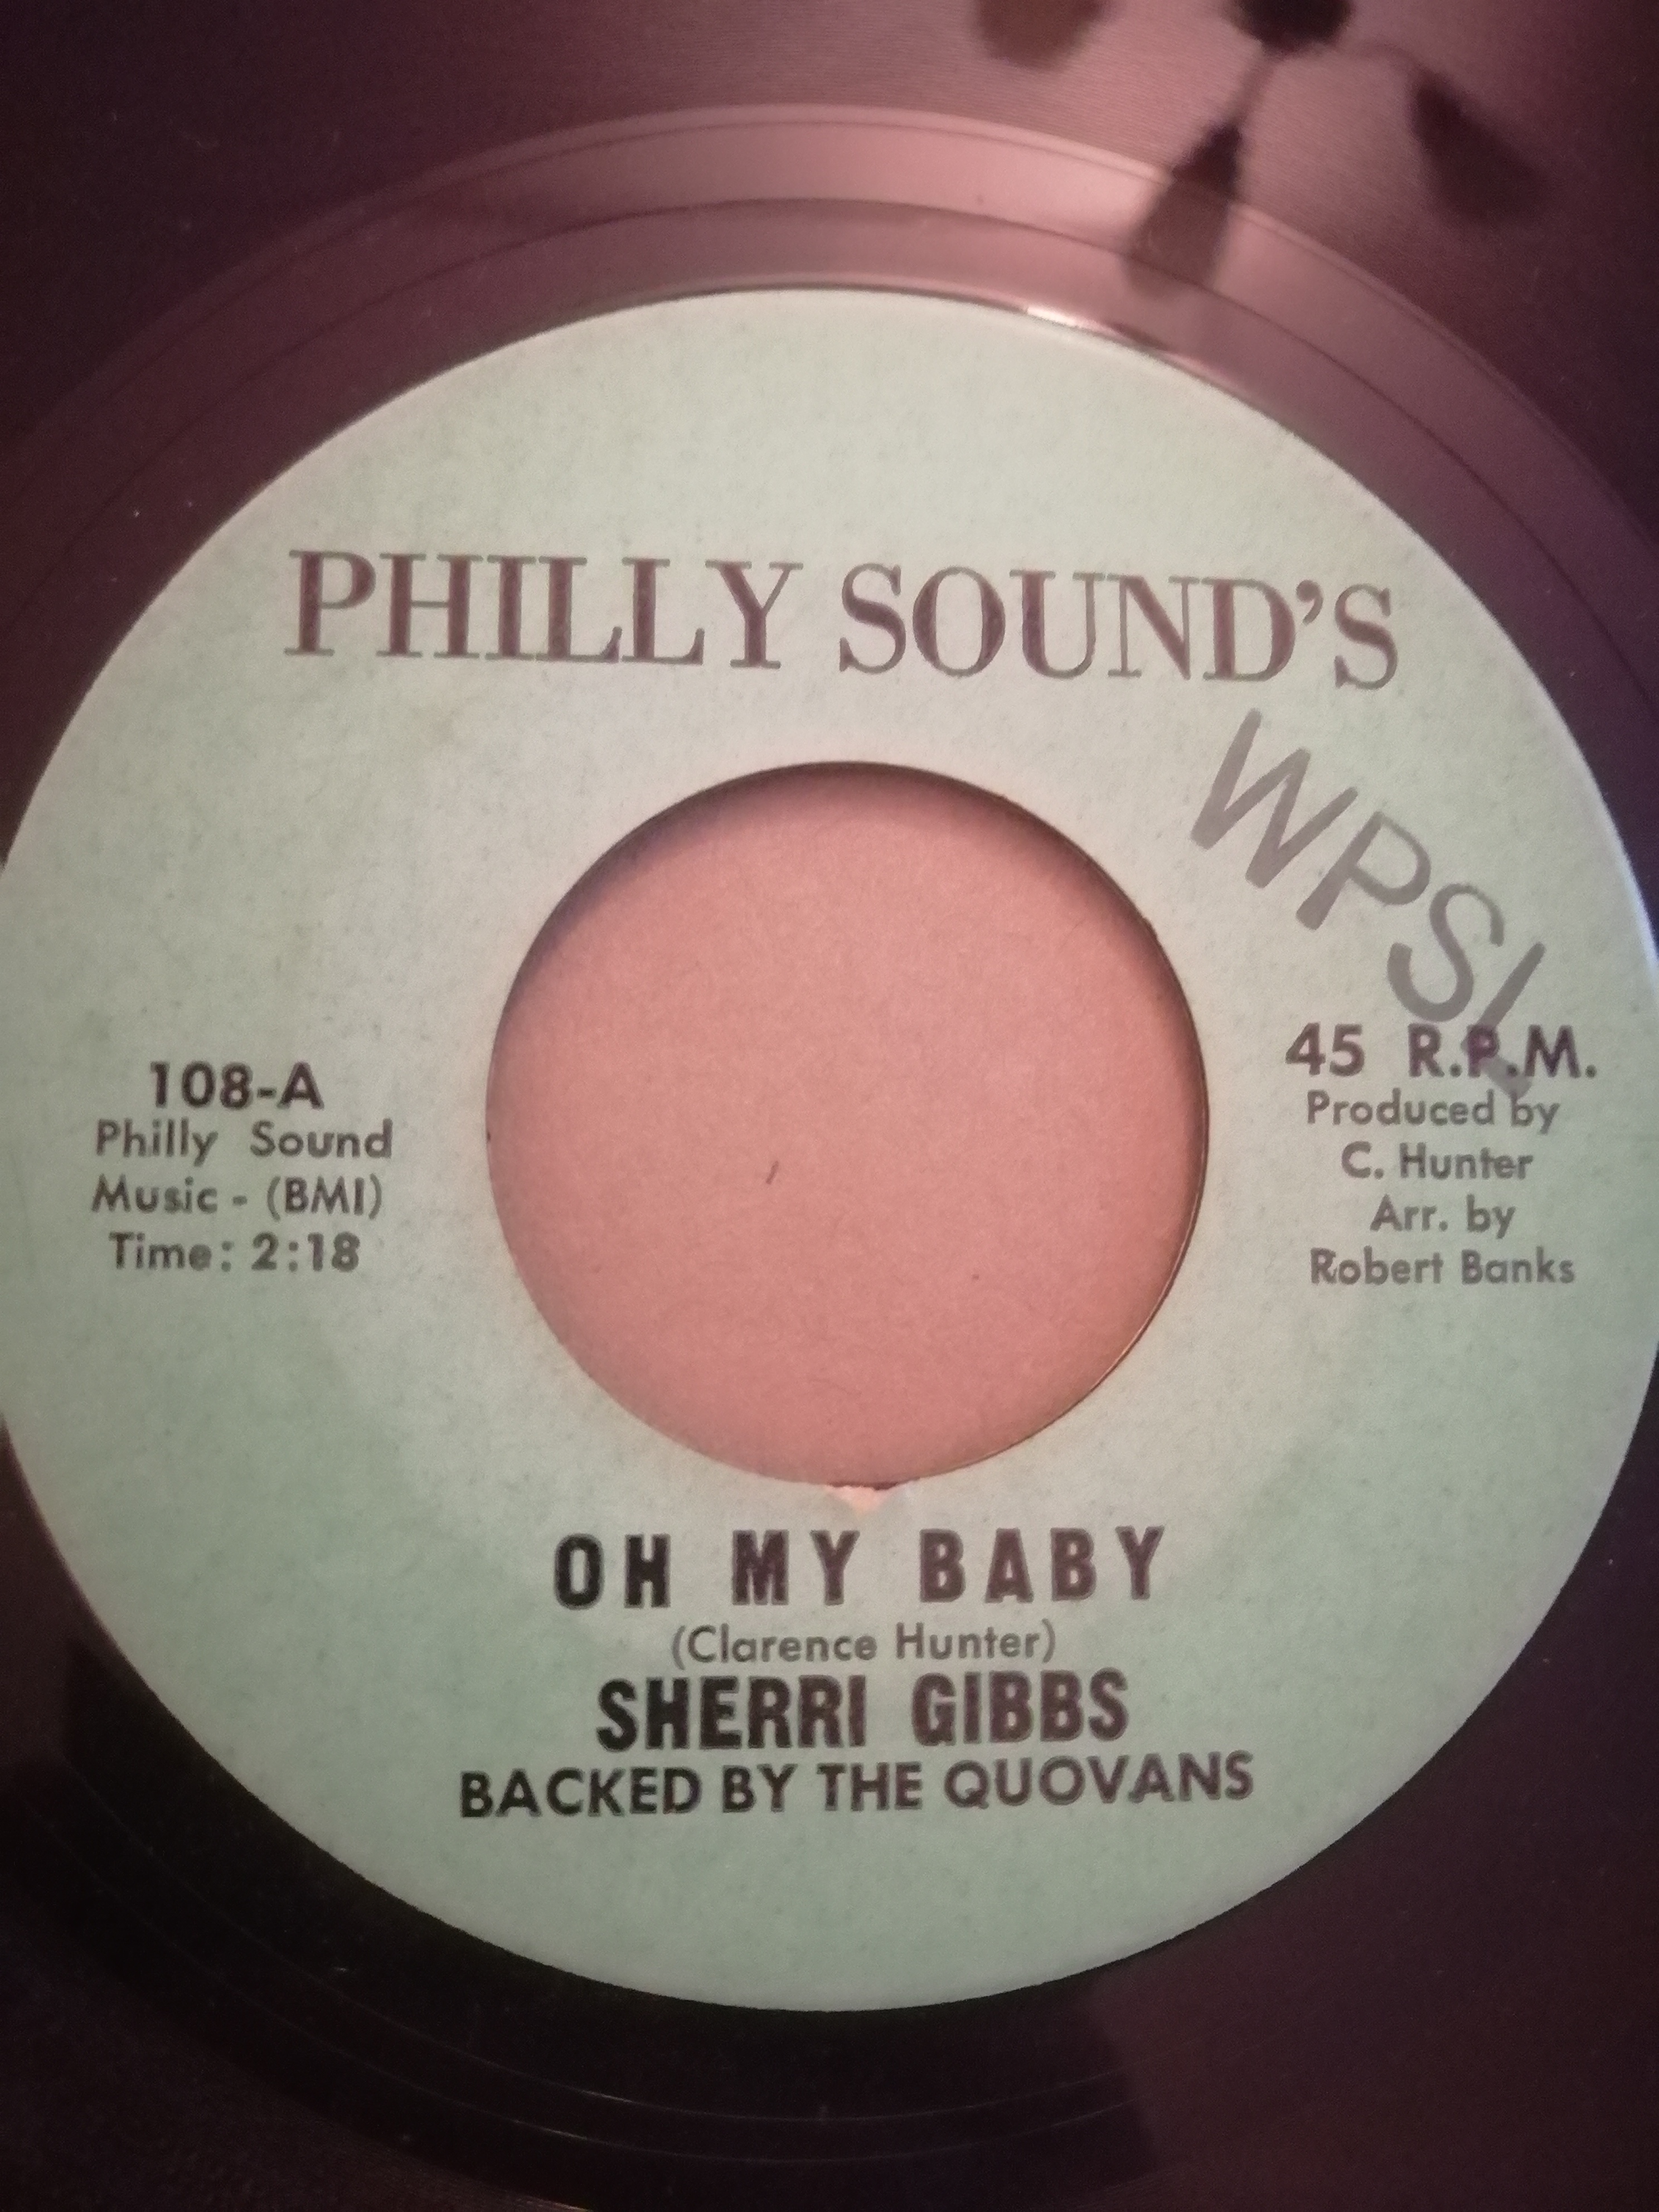 PHILLY SOUND'S
WPSL
108-A
Philly Sound
Music - (BMI)
Time: 2:18
45 R.P.M.
Produced by
C. Hunter
Arr. by
Robert Banks
OH MY BABY
(Clarence Hunter)
SHERRI GIBBS
BACKED BY THE QUOVANS